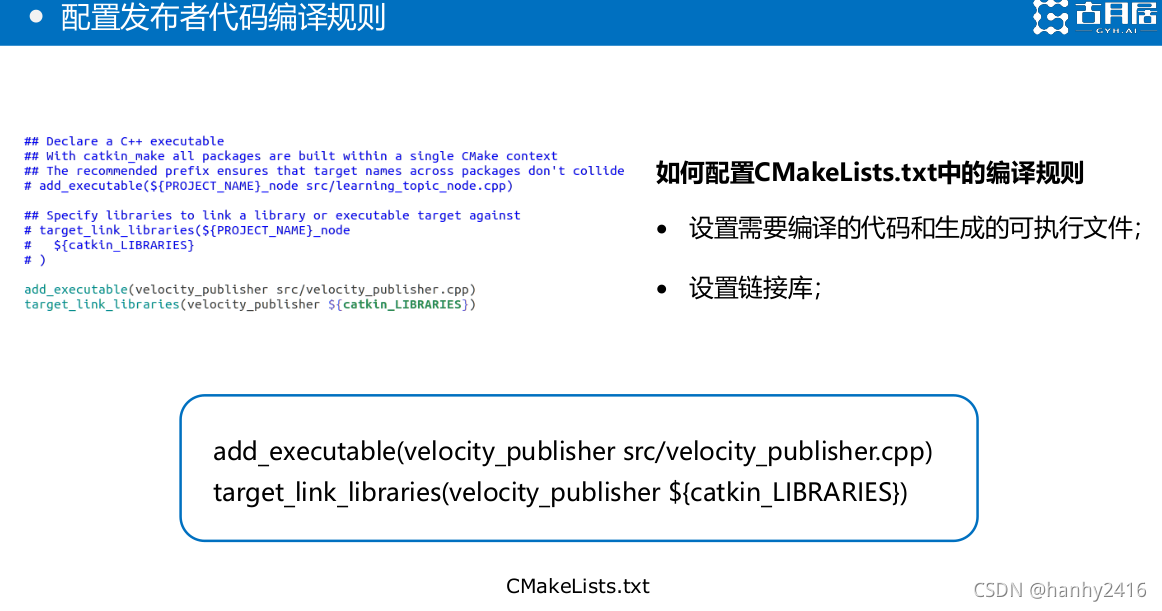 ● 配置发布者代码编译规则
古月居
GYH.AI
## Declare a C++ executable
## With catkin_make all packages are built within a single CMake context
## The recommended prefix ensures that target names across packages don't collide
# add_executable(${PROJECT_NAME}_node src/learning_topic_node.cpp)
## Specify libraries to link a library or executable target against
# target_link_libraries(${PROJECT_NAME}_node
#   ${catkin_LIBRARIES}
# )
add_executable(velocity_publisher src/velocity_publisher.cpp)
target_link_libraries(velocity_publisher ${catkin_LIBRARIES})
如何配置CMakeLists.txt中的编译规则
● 设置需要编译的代码和生成的可执行文件；
● 设置链接库；
add_executable(velocity_publisher src/velocity_publisher.cpp)
target_link_libraries(velocity_publisher ${catkin_LIBRARIES})
CMakeLists.txt
CSDN @hanhy2416